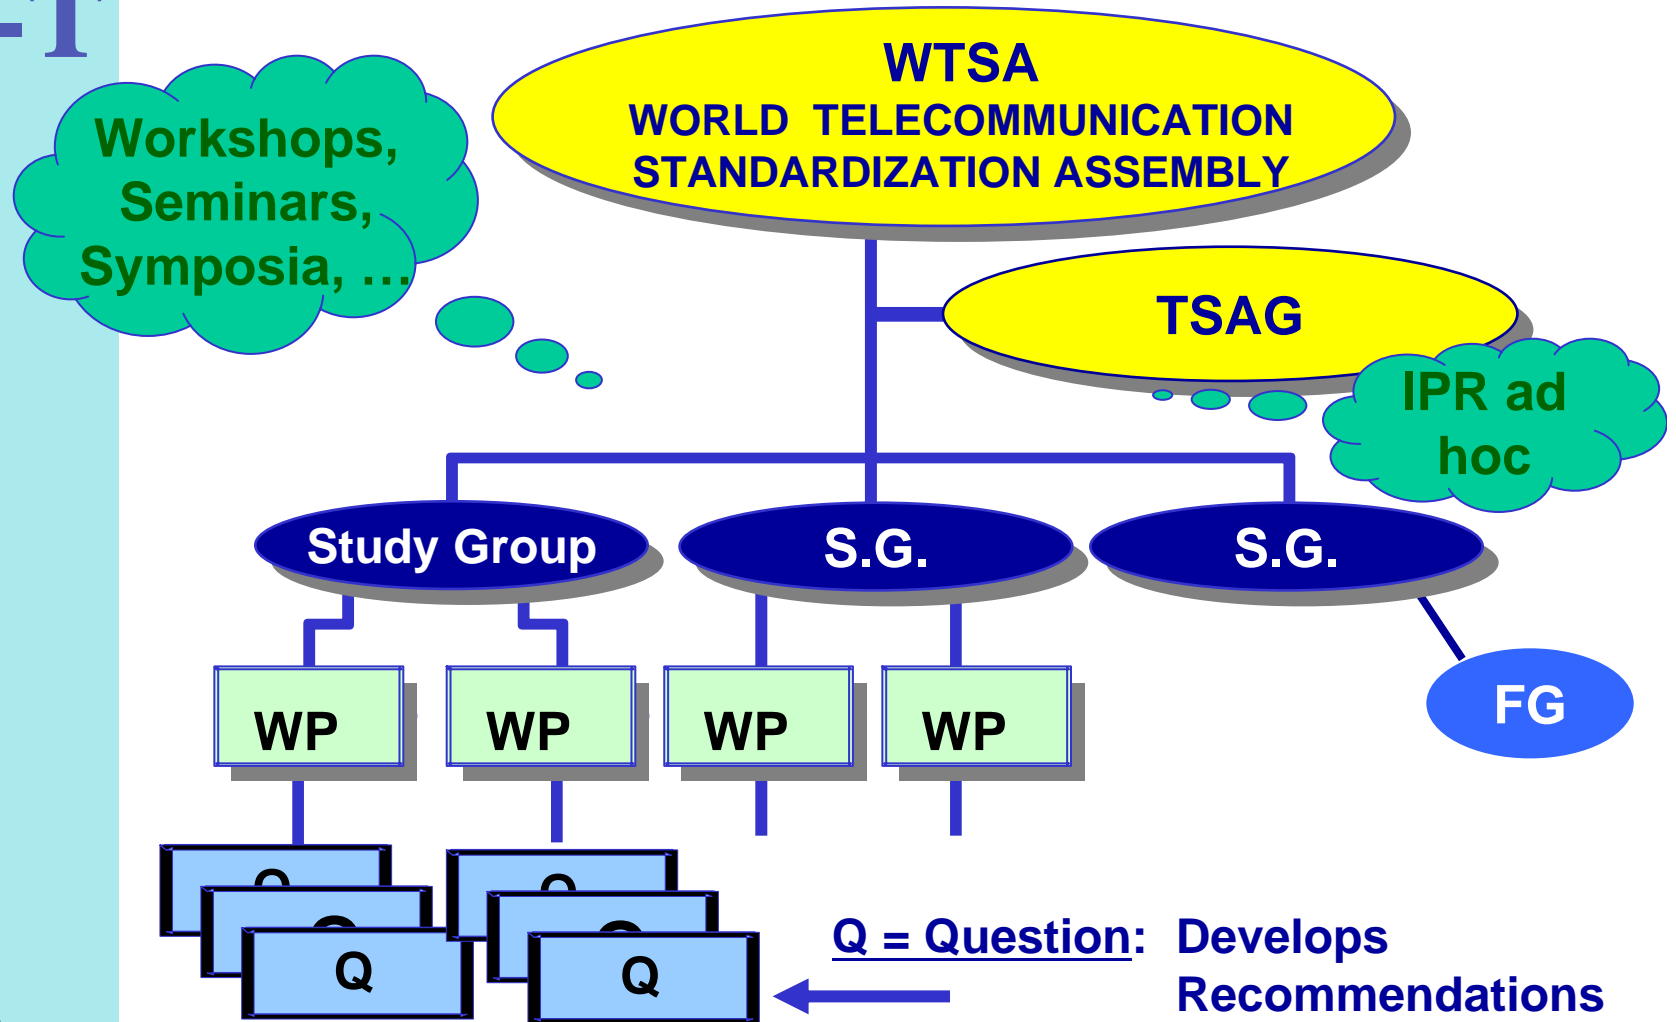 -T
WTSA
WORLD TELECOMMUNICATION
STANDARDIZATION ASSEMBLY
Workshops,
Seminars,
Symposia, …
TSAG
IPR ad
hoc
Study Group
S.G.
S.G.
WP
WP
WP
WP
FG
Q
Q
Q
Q
Q
Q
Q = Question: Develops
Recommendations